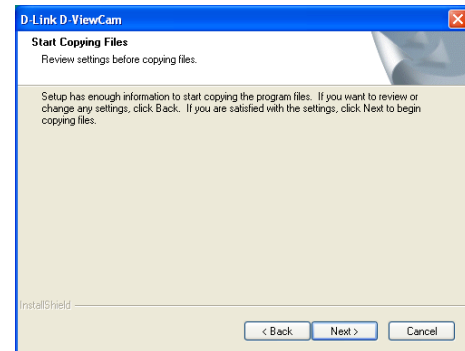 D-Link D-ViewCam
Start Copying Files
Review settings before copying files.
Setup has enough information to start copying the program files. If you want to review or
change any settings, click Back. If you are satisfied with the settings, click Next to begin
copying files.
InstallShield
< Back Next > Cancel